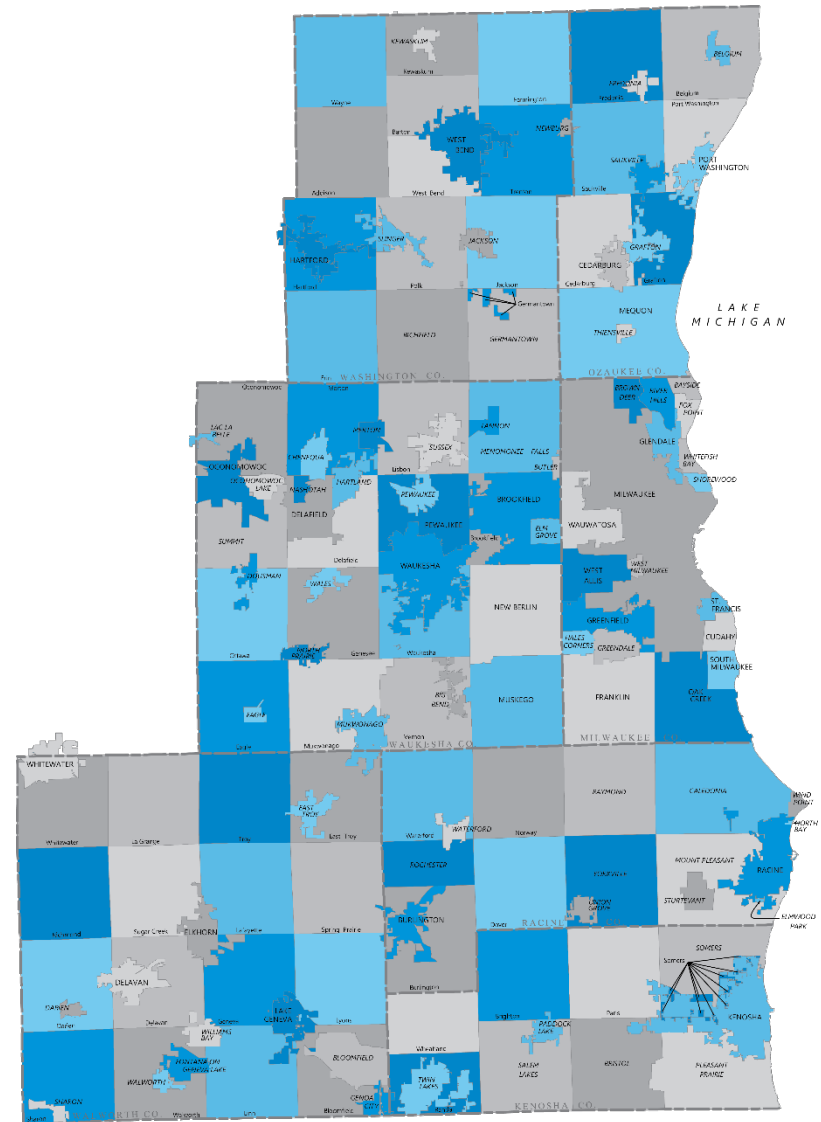 KEWASKUM
Kewaskum
Wayne
Farmington
FREDONIA
Fredonia
BELGIUM
Belgium
Port Washington
Barton
WEST
BEND
NEWBURG
SAUKVILLE
PORT
WASHINGTON
Addison
West Bend
Trenton
Saukville
HARTFORD
SLINGER
JACKSON
CEDARBURG
GRAFTON
Hartford
Polk
Jackson
Cedarburg
Grafton
Germantown
MEQUON
LAKE
MICHIGAN
RICHFIELD
GERMANTOWN
THIENSVILLE
Erin
WASHINGTON CO.
OZAUKEE CO.
Oconomowoc
Merton
BROWN
DEER
RIVER
HILLS
BAYSIDE
FOX
POINT
LAC LA
BELLE
MERTON
LANNON
SUSSEX
CHENEQUA
MENOMONEE FALLS
GLENDALE
WHITEFISH
BAY
OCONOMOWOC
Lisbon
BUTLER
SHOREWOOD
OCONOMOWOC
LAKE
NASHOTAH
HARTLAND
PEWAUKEE
MILWAUKEE
DELAFIELD
PEWAUKEE
BROOKFIELD
WAUWATOSA
SUMMIT
Delafield
Brookfield
ELM
GROVE
WAUKESHA
WEST
ALLIS
WEST
MILWAUKEE
DOUSMAN
WALES
NEW BERLIN
ST.
FRANCIS
GREENFIELD
CUDAHY
HALES
CORNERS
GREENDALE
Ottawa
NORTH
PRAIRIE
Genesee
Waukesha
SOUTH
MILWAUKEE
EAGLE
MUKWONAGO
BIG
BEND
MUSKEGO
FRANKLIN
OAK
CREEK
Eagle
Mukwonago
Vernon
WAUKESHA CO.
MILWAUKEE CO.
WHITEWATER
EAST
TROY
RAYMOND
CALEDONIA
WIND
POINT
WATERFORD
NORTH
BAY
Whitewater
La Grange
Troy
East Troy
Waterford
Norway
ROCHESTER
YORKVILLE
MOUNT PLEASANT
RACINE
UNION
GROVE
STURTEVANT
BURLINGTON
ELMWOOD
PARK
Richmond
Sugar Creek
ELKHORN
Lafayette
Spring Prairie
Dover
RACINE
SOMERS
Somers
DELAVAN
Burlington
DARIEN
LAKE
GENEVA
KENOSHA
Darien
Delavan
Geneva
Lyons
Brighton
Paris
WILLIAMS
BAY
PADDOCK
LAKE
Wheatland
FONTANA ON
GENEVA LAKE
BLOOMFIELD
SALEM
LAKES
BRISTOL
PLEASANT
PRAIRIE
WALWORTH
TWIN
LAKES
SHARON
GENOA
CITY
Sharon
WALWORTH CO.
Walworth
Linn
Bloomfield
Randall
KENOSHA CO.